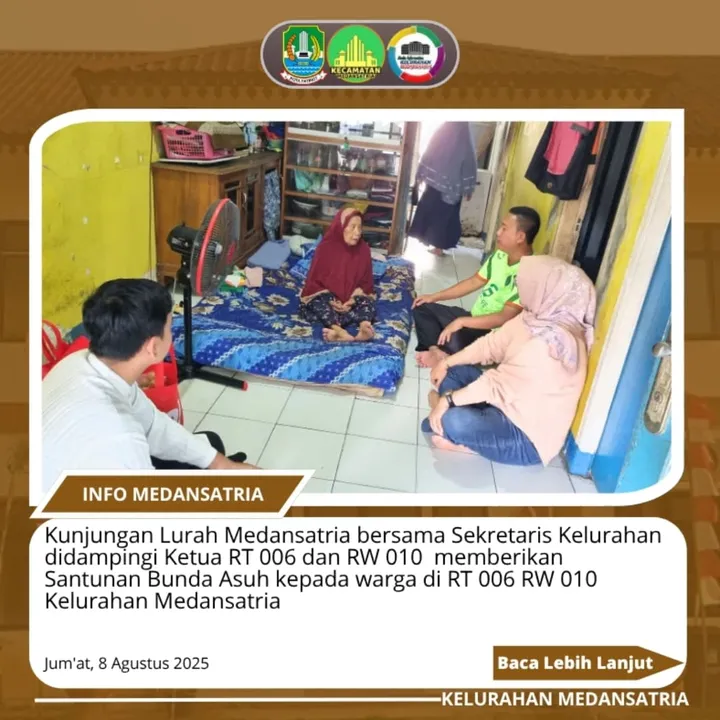 KECAMATAN
MEDANSATRIA
INFO MEDANSATRIA
Kunjungan Lurah Medansatria bersama Sekretaris Kelurahan
didampingi Ketua RT 006 dan RW 010 memberikan
Santunan Bunda Asuh kepada warga di RT 006 RW 010
Kelurahan Medansatria
Jum'at, 8 Agustus 2025
Baca Lebih Lanjut
KELURAHAN MEDANSATRIA